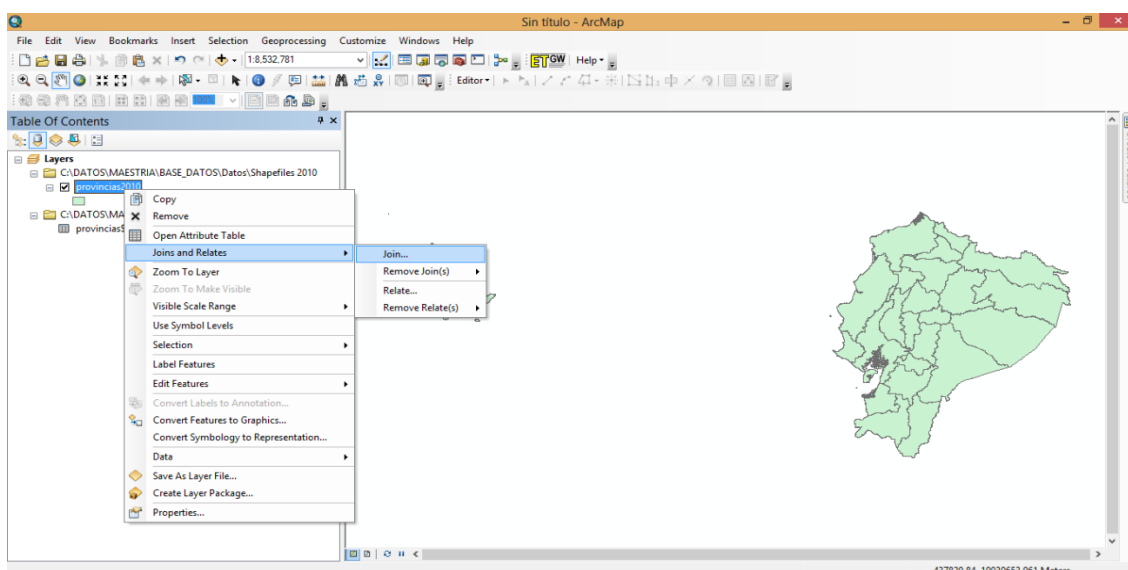 Sin título - ArcMap
File Edit View Bookmarks Insert Selection Geoprocessing Customize Windows Help
1:8,532,781
ET GW Help
Editor
100%
Table Of Contents
Layers
C:\DATOS\MAESTRIA\BASE_DATOS\Datos\Shapefiles 2010
provincias2010
C:\DATOS\MA
provincias$
Copy
Remove
Open Attribute Table
Joins and Relates
Zoom To Layer
Zoom To Make Visible
Visible Scale Range
Use Symbol Levels
Selection
Label Features
Edit Features
Convert Labels to Annotation...
Convert Features to Graphics...
Convert Symbology to Representation...
Data
Save As Layer File...
Create Layer Package...
Properties...
Join...
Remove Join(s)
Relate...
Remove Relate(s)